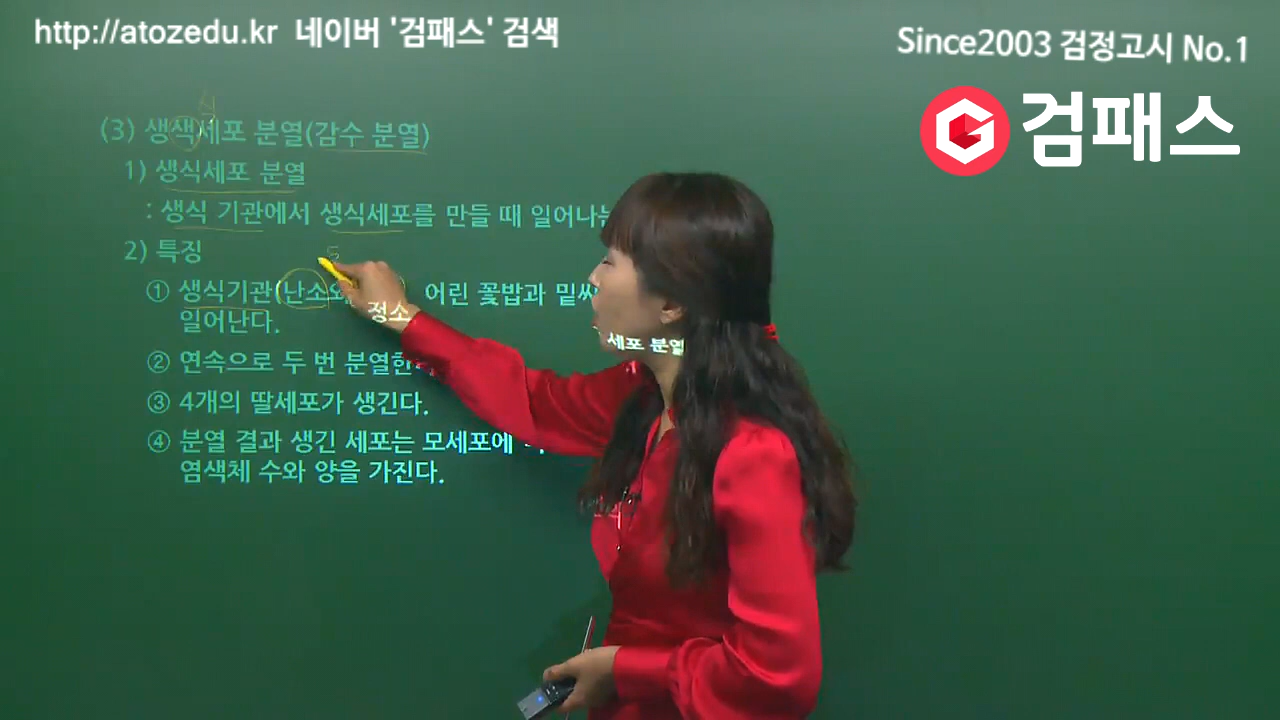 http://atozedu.kr 네이버 '검패스' 검색
Since2003 검정고시 No.1
검패스
식
(3) 생색세포 분열(감수 분열)
1) 생식세포 분열
: 생식 기관에서 생식세포를 만들 때 일어나는
세포 분열
2) 특징
① 생식기관(난소와 정소 어린 꽃밥과 밑씨
일어난다.
② 연속으로 두 번 분열한
③ 4개의 딸세포가 생긴다.
④ 분열 결과 생긴 세포는 모세포에
염색체 수와 양을 가진다.